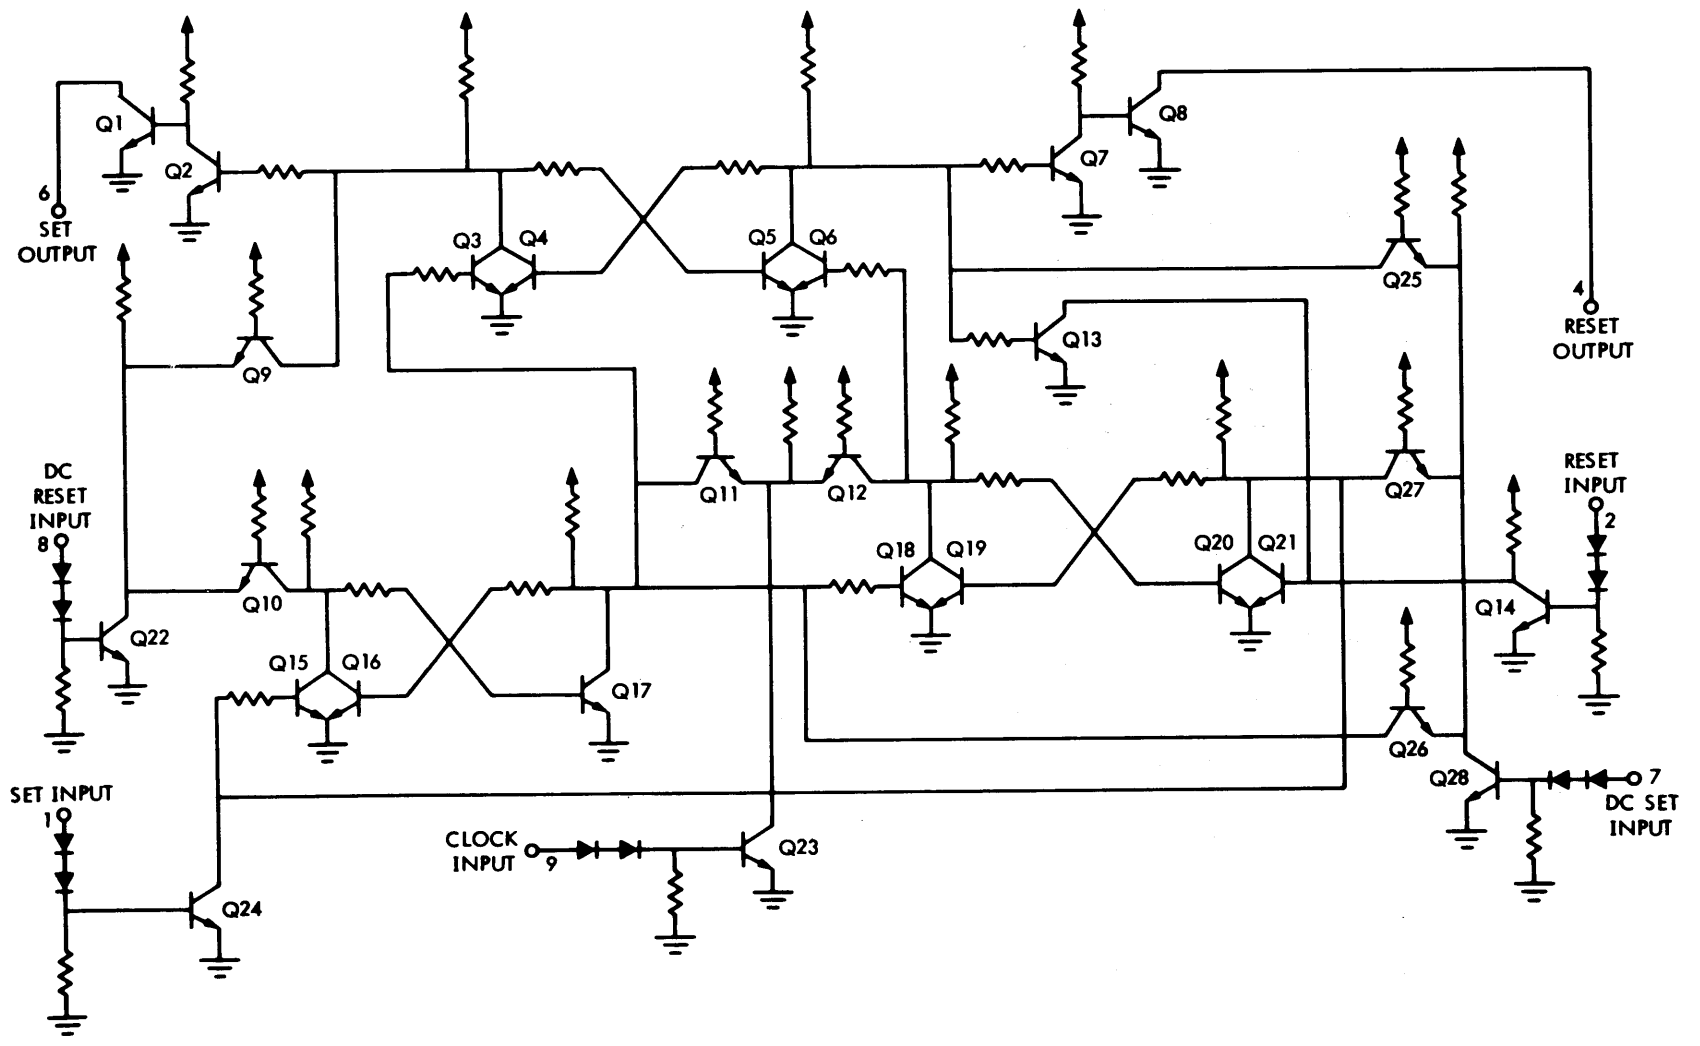 Q1
Q2
6
SET
OUTPUT
Q3
Q4
Q5
Q6
Q7
Q8
Q25
4
RESET
OUTPUT
Q9
Q13
Q11
Q12
Q27
DC
RESET
INPUT
8
RESET
INPUT
2
Q10
Q18
Q19
Q20
Q21
Q14
Q22
Q15
Q16
Q17
Q26
Q28
7
DC SET
INPUT
SET INPUT
1
CLOCK
INPUT
9
Q23
Q24